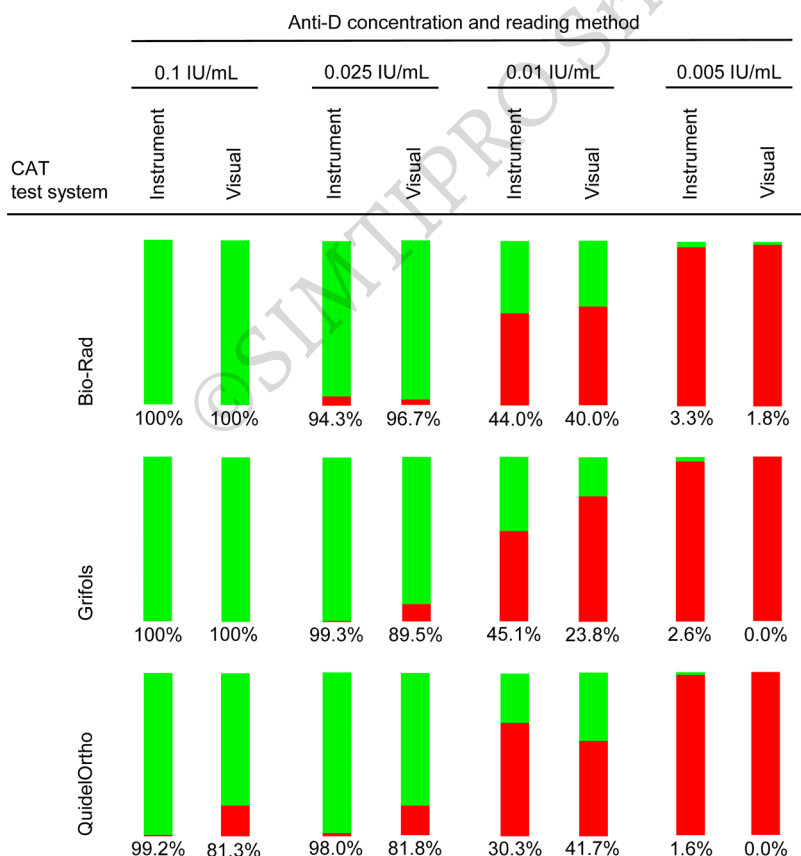 Anti-D concentration and reading method
0.1 IU/mL 0.025 IU/mL 0.01 IU/mL 0.005 IU/mL
CAT
test system
Instrument Visual Instrument Visual Instrument Visual Instrument Visual
Bio-Rad
100% 100% 94.3% 96.7% 44.0% 40.0% 3.3% 1.8%
Grifols
100% 100% 99.3% 89.5% 45.1% 23.8% 2.6% 0.0%
QuidelOrtho
99.2% 81.3% 98.0% 81.8% 30.3% 41.7% 1.6% 0.0%
©SIMTIPRO